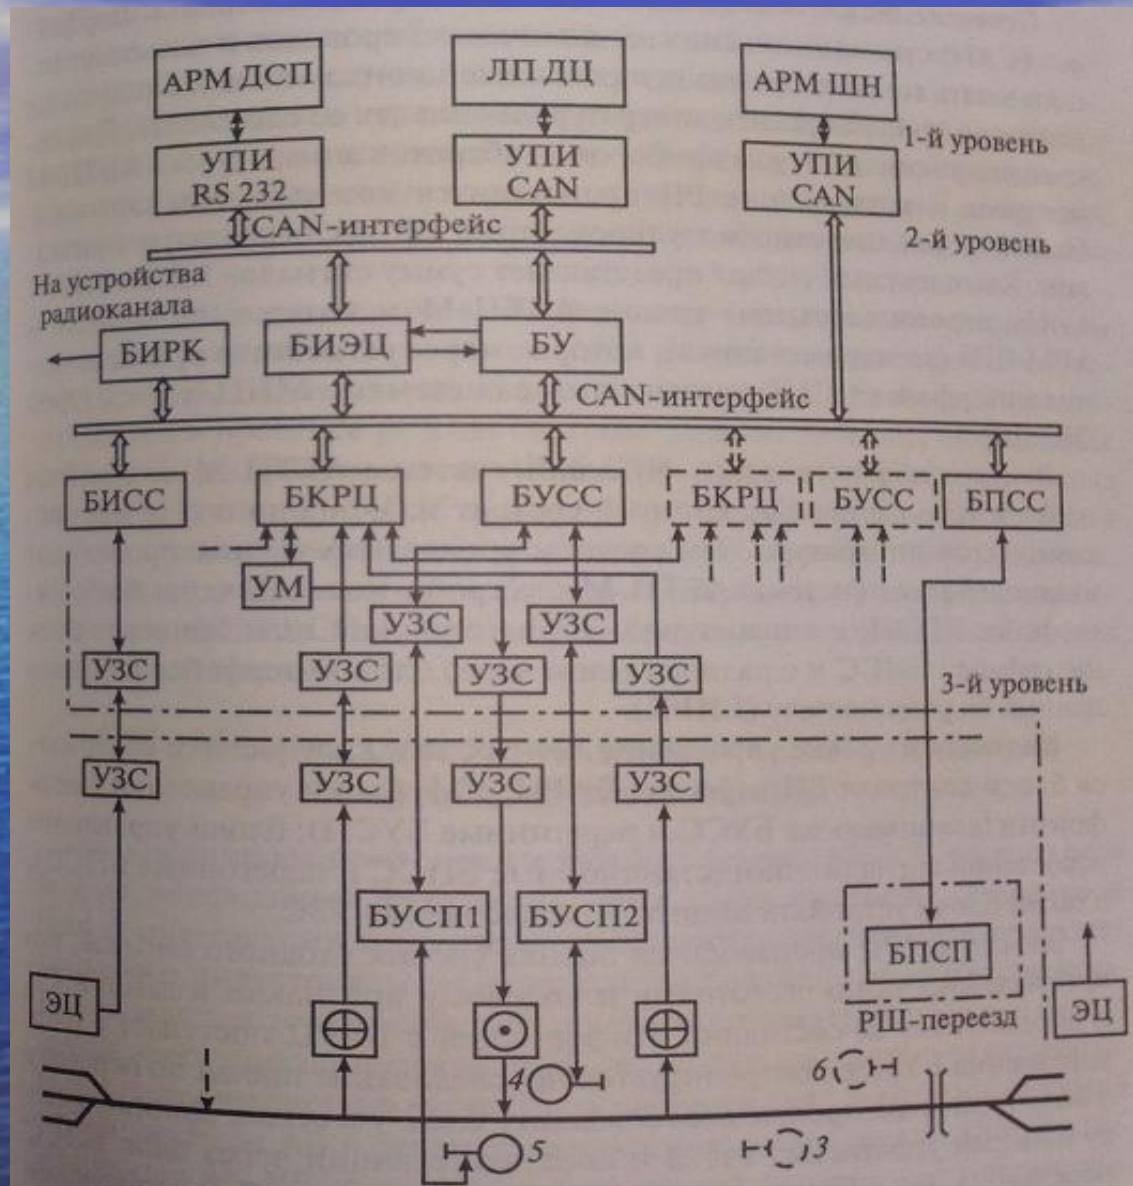 АРМ ДСП
ЛП ДЦ
АРМ ШН
1-й уровень
УПИ
RS 232
УПИ
CAN
УПИ
CAN
CAN-интерфейс
2-й уровень
На устройства
радиоканала
БИРК
БИЭЦ
БУ
CAN-интерфейс
БИСС
БКРЦ
БУСС
БКРЦ
БУСС
БПСС
УМ
УЗС
УЗС
УЗС
УЗС
УЗС
УЗС
3-й уровень
УЗС
УЗС
УЗС
УЗС
БУСП1
БУСП2
БПСП
ЭЦ
РШ-переезд
ЭЦ
4
6
5
3